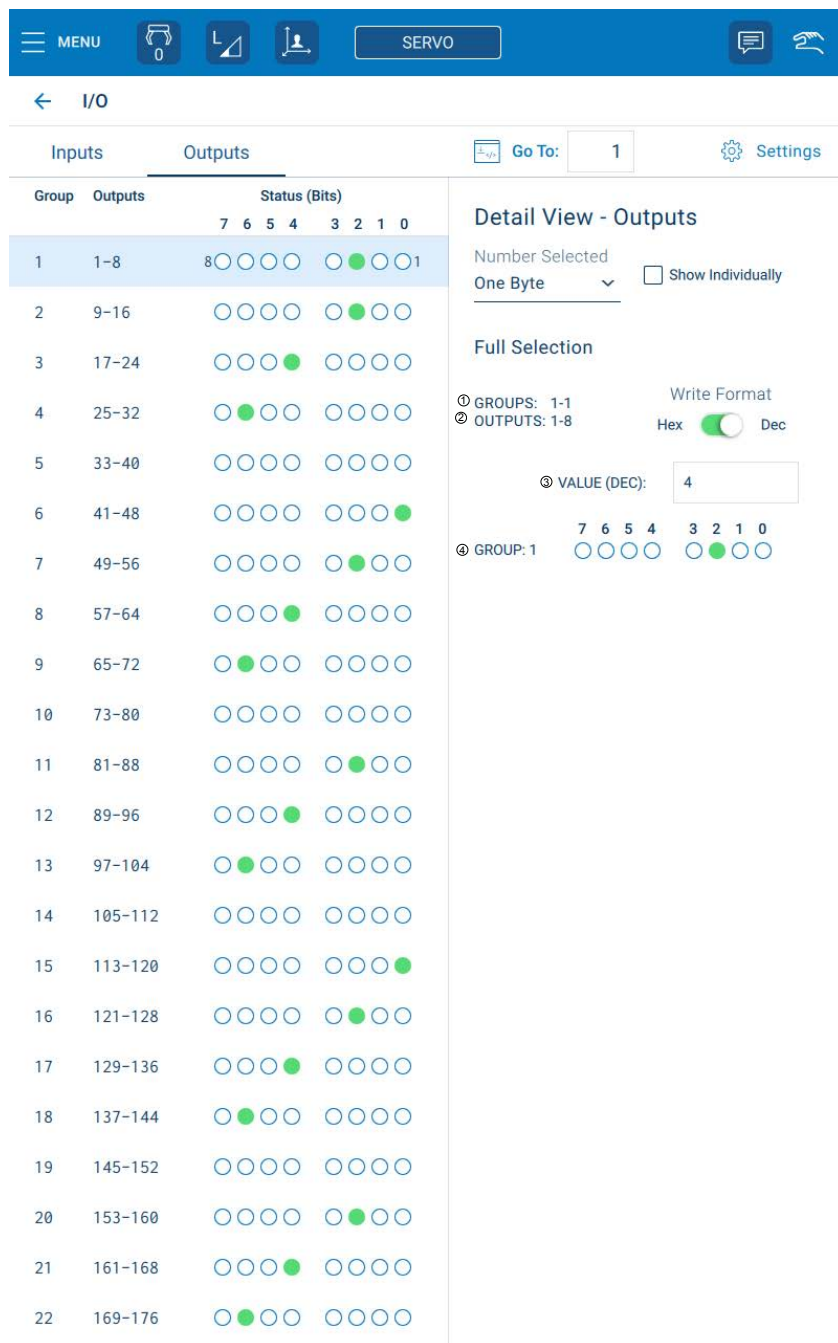 MENU 0 L SERVO
I/O
Inputs Outputs Go To: 1 Settings
Group Outputs Status (Bits)
7 6 5 4 3 2 1 0
1 1-8 8 1
2 9-16
3 17-24
4 25-32
5 33-40
6 41-48
7 49-56
8 57-64
9 65-72
10 73-80
11 81-88
12 89-96
13 97-104
14 105-112
15 113-120
16 121-128
17 129-136
18 137-144
19 145-152
20 153-160
21 161-168
22 169-176
Detail View - Outputs
Number Selected
One Byte Show Individually
Full Selection
① GROUPS: 1-1
② OUTPUTS: 1-8
Write Format
Hex Dec
③ VALUE (DEC): 4
7 6 5 4 3 2 1 0
④ GROUP: 1